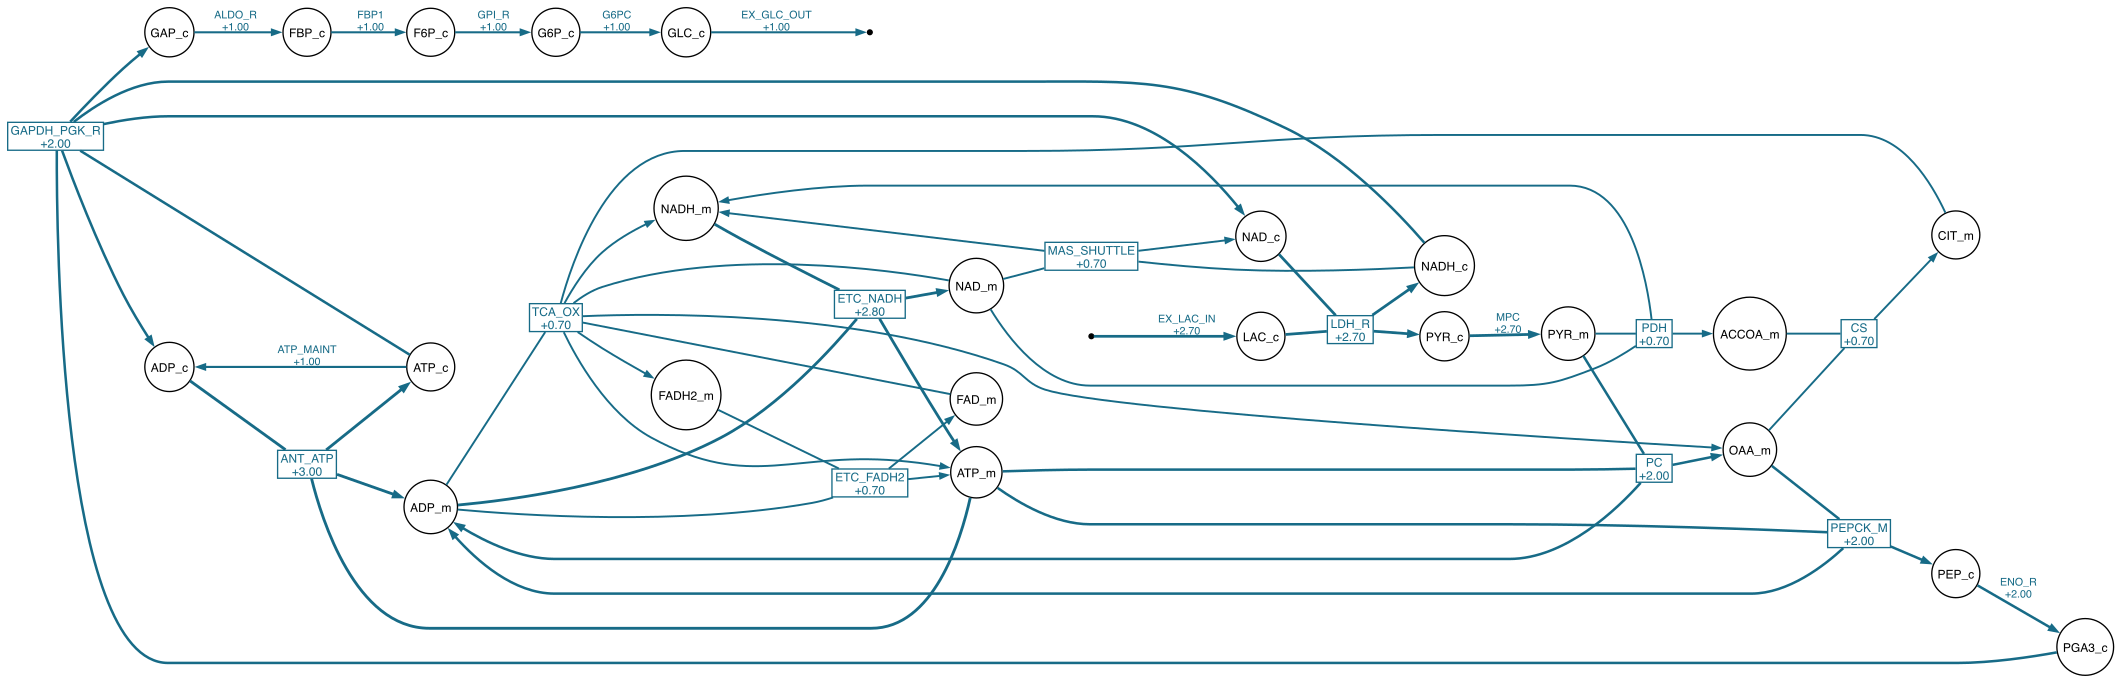 ALDO_R
+1.00
FBP1
+1.00
GPI_R
+1.00
G6PC
+1.00
EX_GLC_OUT
+1.00
GAP_c
FBP_c
F6P_c
G6P_c
GLC_c
GAPDH_PGK_R
+2.00
NADH_m
NAD_c
CIT_m
MAS_SHUTTLE
+0.70
NADH_c
NAD_m
ETC_NADH
+2.80
TCA_OX
+0.70
EX_LAC_IN
+2.70
LAC_c
LDH_R
+2.70
PYR_c
MPC
+2.70
PYR_m
PDH
+0.70
ACCOA_m
CS
+0.70
ATP_MAINT
+1.00
ADP_c
ATP_c
FADH2_m
FAD_m
OAA_m
ANT_ATP
+3.00
ETC_FADH2
+0.70
ATP_m
PC
+2.00
ADP_m
PEPCK_M
+2.00
PEP_c
ENO_R
+2.00
PGA3_c